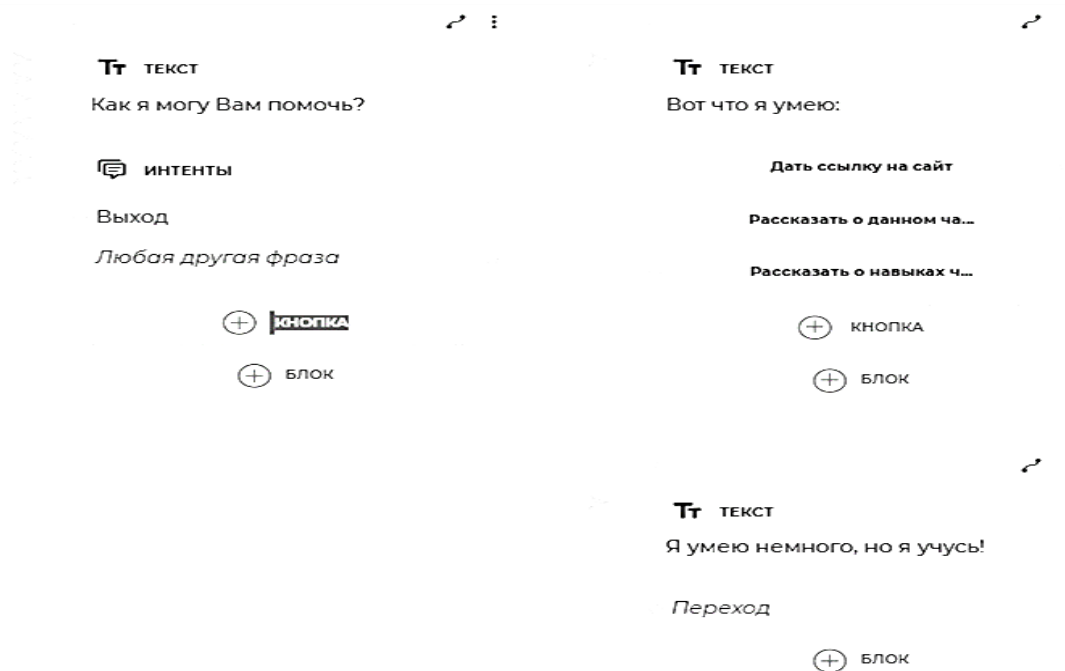 Тт ТЕКСТ
Как я могу Вам помочь?
ИНТЕНТЫ
Выход
Любая другая фраза
КНОПКА
БЛОК
Тт ТЕКСТ
Вот что я умею:
Дать ссылку на сайт
Рассказать о данном ча...
Рассказать о навыках ч...
КНОПКА
БЛОК
Тт ТЕКСТ
Я умею немного, но я учусь!
Переход
БЛОК